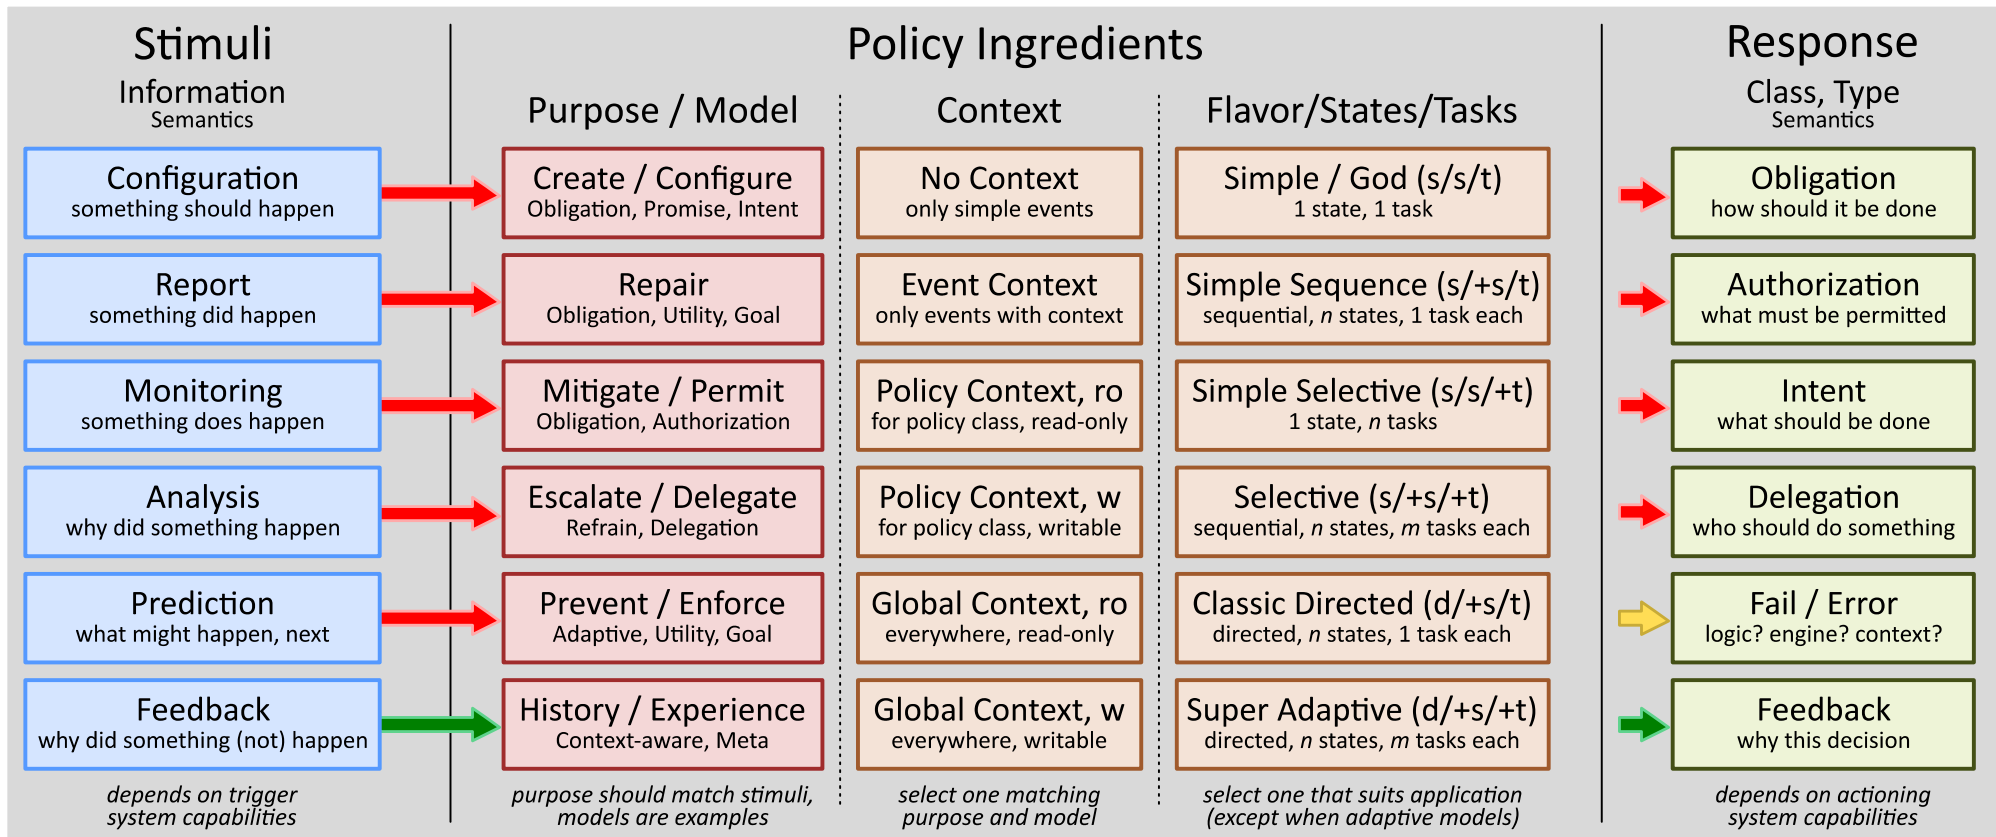 Stimuli
Information
Semantics
Configuration
something should happen
Report
something did happen
Monitoring
something does happen
Analysis
why did something happen
Prediction
what might happen, next
Feedback
why did something (not) happen
depends on trigger
system capabilities
Policy Ingredients
Purpose / Model
Create / Configure
Obligation, Promise, Intent
Repair
Obligation, Utility, Goal
Mitigate / Permit
Obligation, Authorization
Escalate / Delegate
Refrain, Delegation
Prevent / Enforce
Adaptive, Utility, Goal
History / Experience
Context-aware, Meta
purpose should match stimuli,
models are examples
Context
No Context
only simple events
Event Context
only events with context
Policy Context, ro
for policy class, read-only
Policy Context, w
for policy class, writable
Global Context, ro
everywhere, read-only
Global Context, w
everywhere, writable
select one matching
purpose and model
Flavor/States/Tasks
Simple / God (s/s/t)
1 state, 1 task
Simple Sequence (s/+s/t)
sequential, n states, 1 task each
Simple Selective (s/s/+t)
1 state, n tasks
Selective (s/+s/+t)
sequential, n states, m tasks each
Classic Directed (d/+s/t)
directed, n states, 1 task each
Super Adaptive (d/+s/+t)
directed, n states, m tasks each
select one that suits application
(except when adaptive models)
Response
Class, Type
Semantics
Obligation
how should it be done
Authorization
what must be permitted
Intent
what should be done
Delegation
who should do something
Fail / Error
logic? engine? context?
Feedback
why this decision
depends on actioning
system capabilities